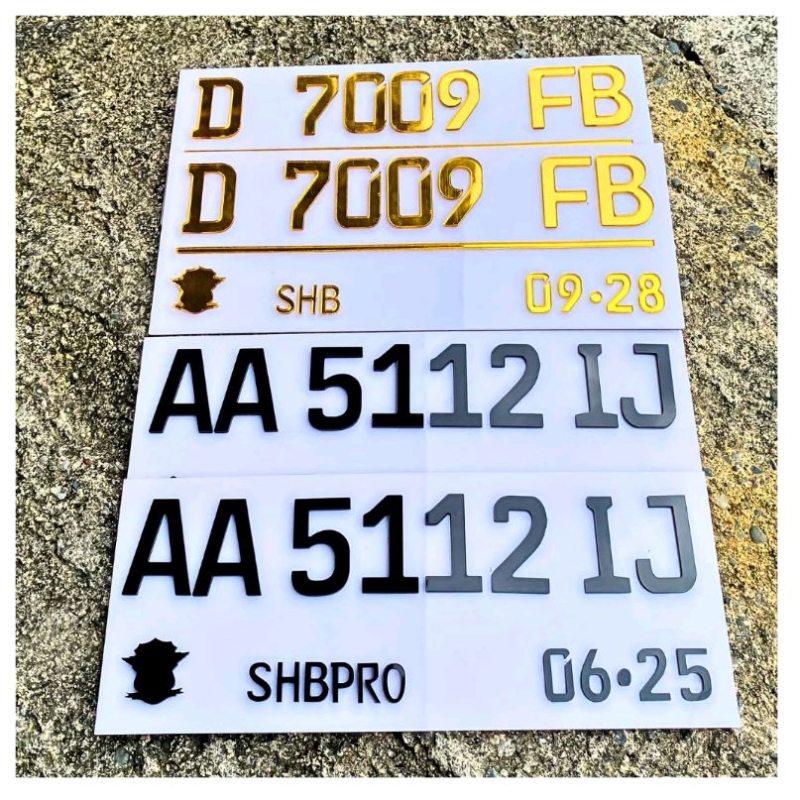 D 7009 FB
D 7009 FB
SHB 09•28
AA 5112 IJ
AA 5112 IJ
SHBPRO 06•25